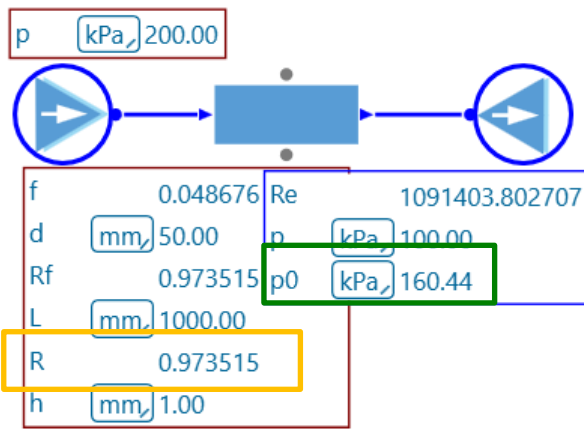 p kPa 200.00
f 0.048676
d mm 50.00
Rf 0.973515
L mm 1000.00
R 0.973515
h mm 1.00
Re 1091403.802707
p kPa 100.00
p0 kPa 160.44